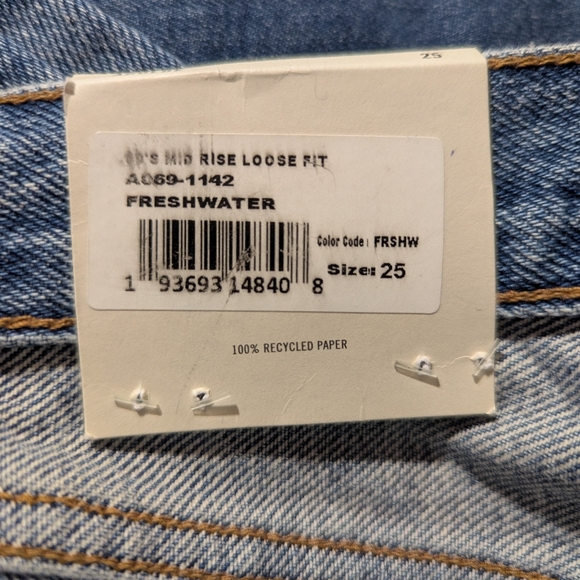 25
MID RISE LOOSE FIT
A069-1142
FRESHWATER
Color Code: FRSHW
Size: 25
1 93693 14840 8
100% RECYCLED PAPER